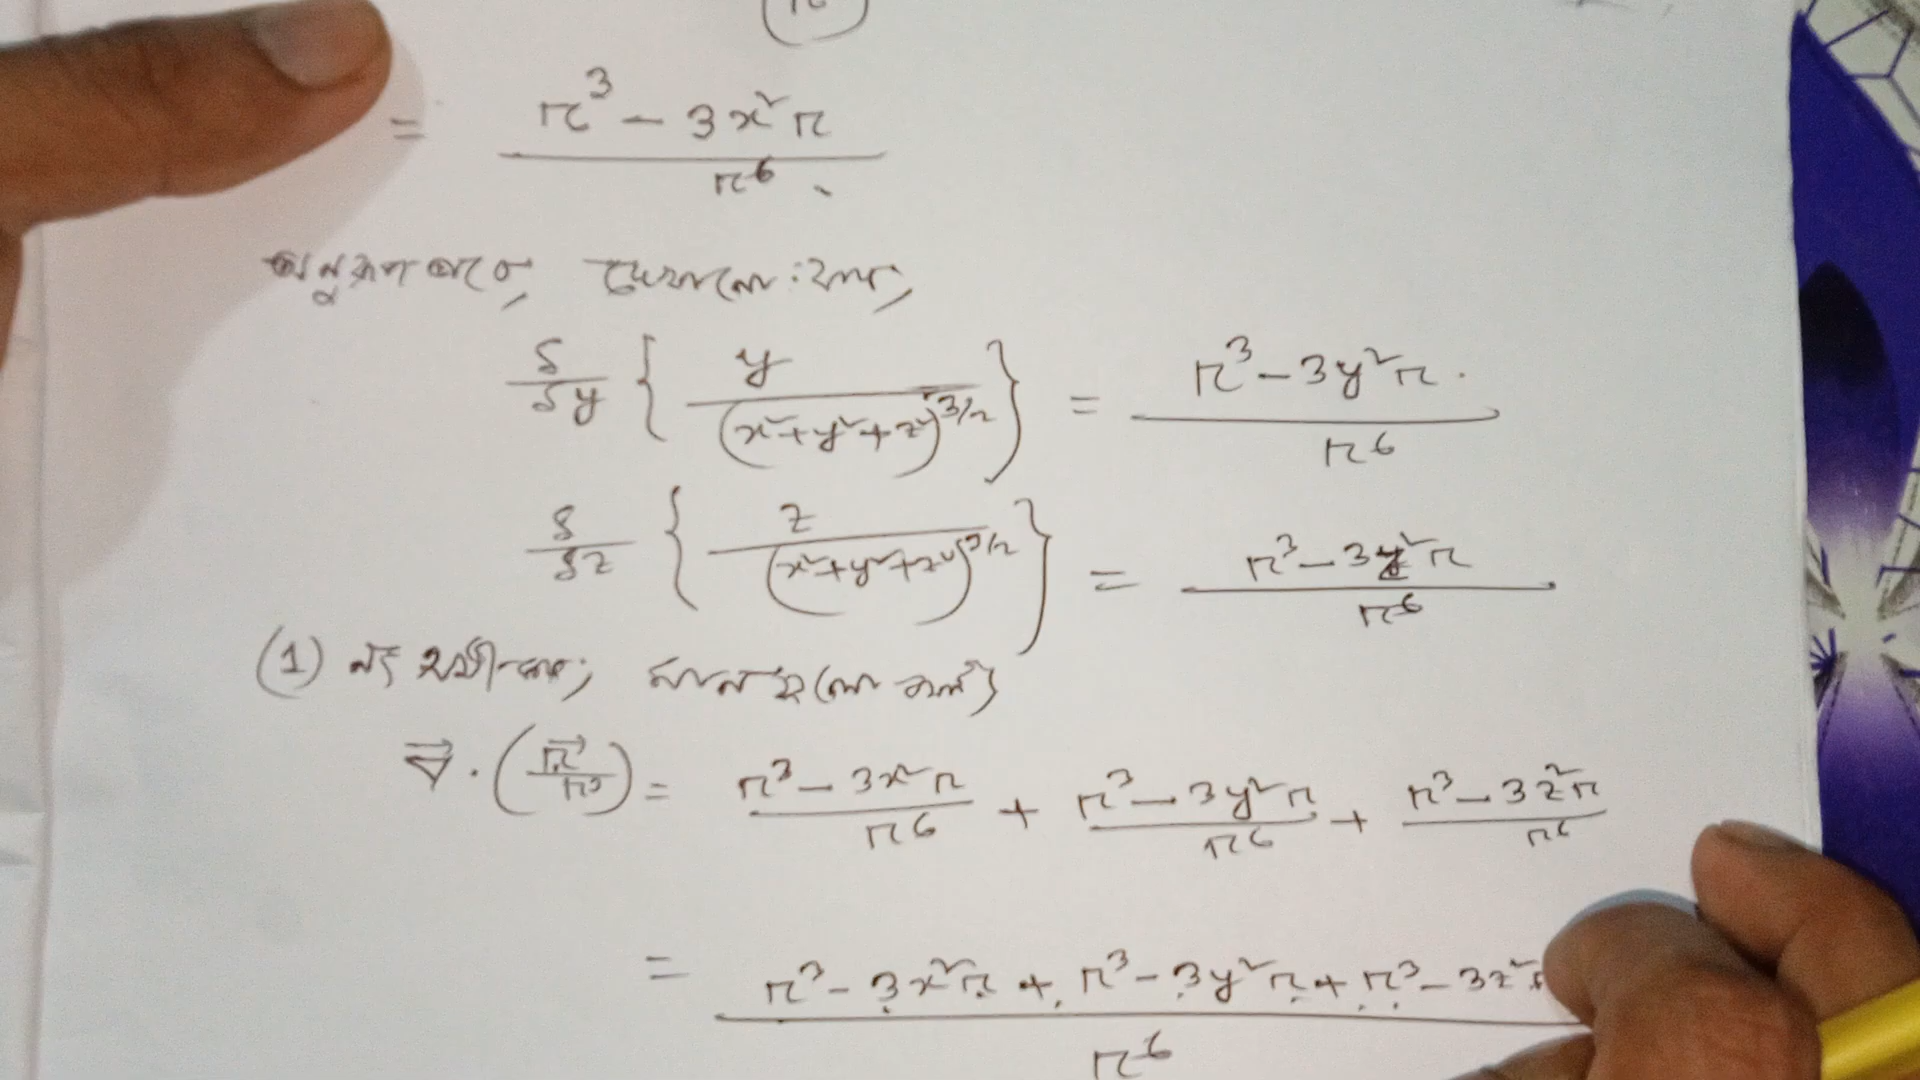 = (r³ - 3x²r) / r⁶
অনুরূপ ভাবে, দেখানো যায়,
δ/δy { y / (x²+y²+z²)^3/2 } = (r³ - 3y²r) / r⁶
δ/δz { z / (x²+y²+z²)^3/2 } = (r³ - 3z²r) / r⁶
(1) নং সমীকরণে, মান
∇⃗ · (r⃗ / r³) = (r³ - 3x²r) / r⁶ + (r³ - 3y²r) / r⁶ + (r³ - 3z²r) / r⁶
= (r³ - 3x²r + r³ - 3y²r + r³ - 3z²r) / r⁶